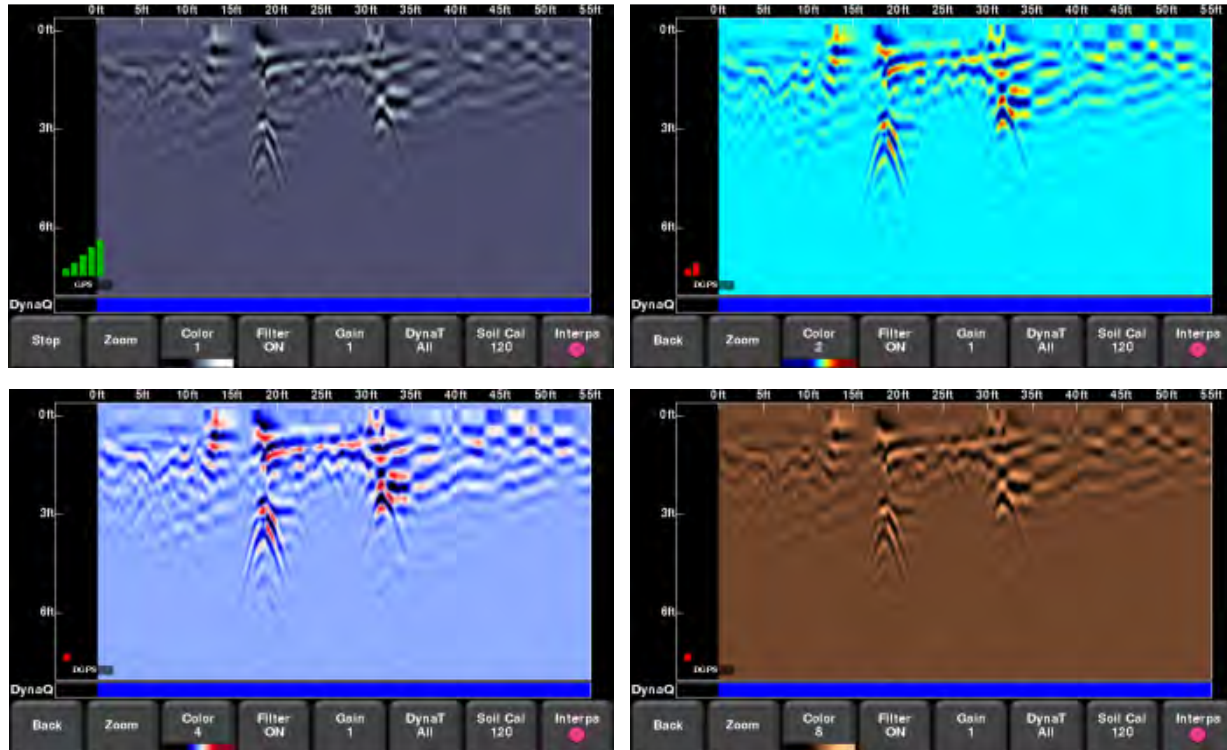 0ft 5ft 10ft 15ft 20ft 25ft 30ft 35ft 40ft 45ft 50ft 55ft
0ft
3ft
6ft
GPS
DynaQ
Stop Zoom Color 1 Filter ON Gain 1 DynaT All Soil Cal 120 Interps
0ft 5ft 10ft 15ft 20ft 25ft 30ft 35ft 40ft 45ft 50ft 55ft
0ft
3ft
6ft
DGPS
DynaQ
Back Zoom Color 2 Filter ON Gain 1 DynaT All Soil Cal 120 Interps
0ft 5ft 10ft 15ft 20ft 25ft 30ft 35ft 40ft 45ft 50ft 55ft
0ft
3ft
6ft
DGPS
DynaQ
Back Zoom Color 4 Filter ON Gain 1 DynaT All Soil Cal 120 Interps
0ft 5ft 10ft 15ft 20ft 25ft 30ft 35ft 40ft 45ft 50ft 55ft
0ft
3ft
6ft
DGPS
DynaQ
Back Zoom Color 8 Filter ON Gain 1 DynaT All Soil Cal 120 Interps